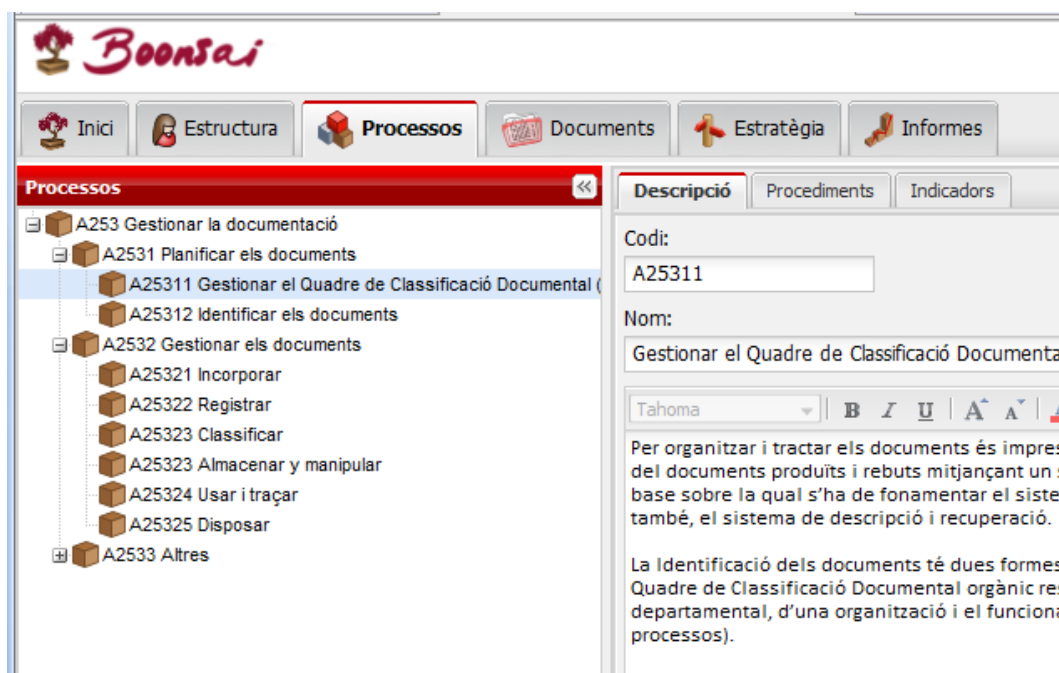 Boonsai
Inici Estructura Processos Documents Estratègia Informes
Processos
A253 Gestionar la documentació
A2531 Planificar els documents
A25311 Gestionar el Quadre de Classificació Documental (
A25312 Identificar els documents
A2532 Gestionar els documents
A25321 Incorporar
A25322 Registrar
A25323 Classificar
A25323 Almacenar y manipular
A25324 Usar i traçar
A25325 Disposar
A2533 Altres
Descripció Procediments Indicadors
Codi:
A25311
Nom:
Gestionar el Quadre de Classificació Documenta
Tahoma B I U A A
Per organitzar i tractar els documents és impres
del documents produïts i rebuts mitjançant un s
base sobre la qual s’ha de fonamentar el siste
també, el sistema de descripció i recuperació.
La Identificació dels documents té dues formes
Quadre de Classificació Documental orgànic res
departamental, d’una organització i el funciona
processos).